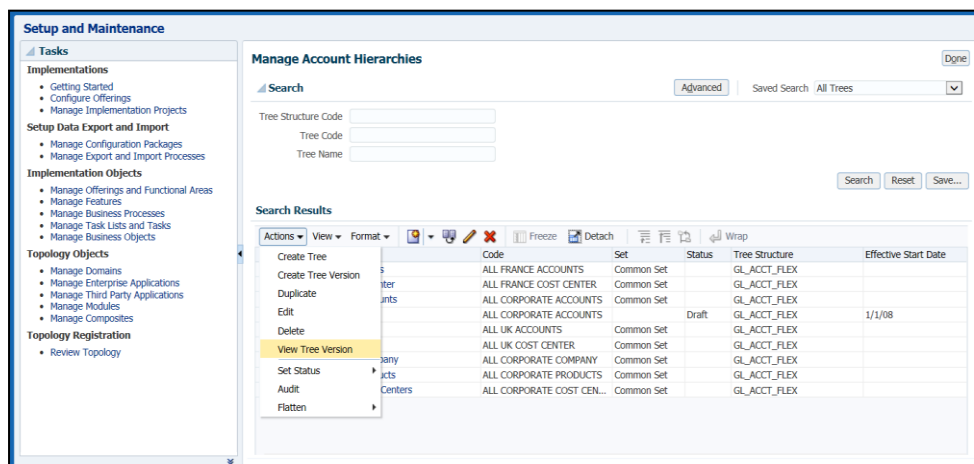 Setup and Maintenance
Tasks
Implementations
Getting Started
Configure Offerings
Manage Implementation Projects
Setup Data Export and Import
Manage Configuration Packages
Manage Export and Import Processes
Implementation Objects
Manage Offerings and Functional Areas
Manage Features
Manage Business Processes
Manage Task Lists and Tasks
Manage Business Objects
Topology Objects
Manage Domains
Manage Enterprise Applications
Manage Third Party Applications
Manage Modules
Manage Composites
Topology Registration
Review Topology
Manage Account Hierarchies
Done
Search
Advanced
Saved Search All Trees
Tree Structure Code
Tree Code
Tree Name
Search Reset Save...
Search Results
Actions View Format Freeze Detach Wrap
Code Set Status Tree Structure Effective Start Date
ALL FRANCE ACCOUNTS Common Set GL_ACCT_FLEX
ALL FRANCE COST CENTER Common Set GL_ACCT_FLEX
ALL CORPORATE ACCOUNTS Common Set GL_ACCT_FLEX
ALL CORPORATE ACCOUNTS Draft GL_ACCT_FLEX 1/1/08
ALL UK ACCOUNTS Common Set GL_ACCT_FLEX
ALL UK COST CENTER Common Set GL_ACCT_FLEX
ALL CORPORATE COMPANY Common Set GL_ACCT_FLEX
ALL CORPORATE PRODUCTS Common Set GL_ACCT_FLEX
Centers ALL CORPORATE COST CEN... Common Set GL_ACCT_FLEX
Create Tree
Create Tree Version
Duplicate
Edit
Delete
View Tree Version
Set Status
Audit
Flatten